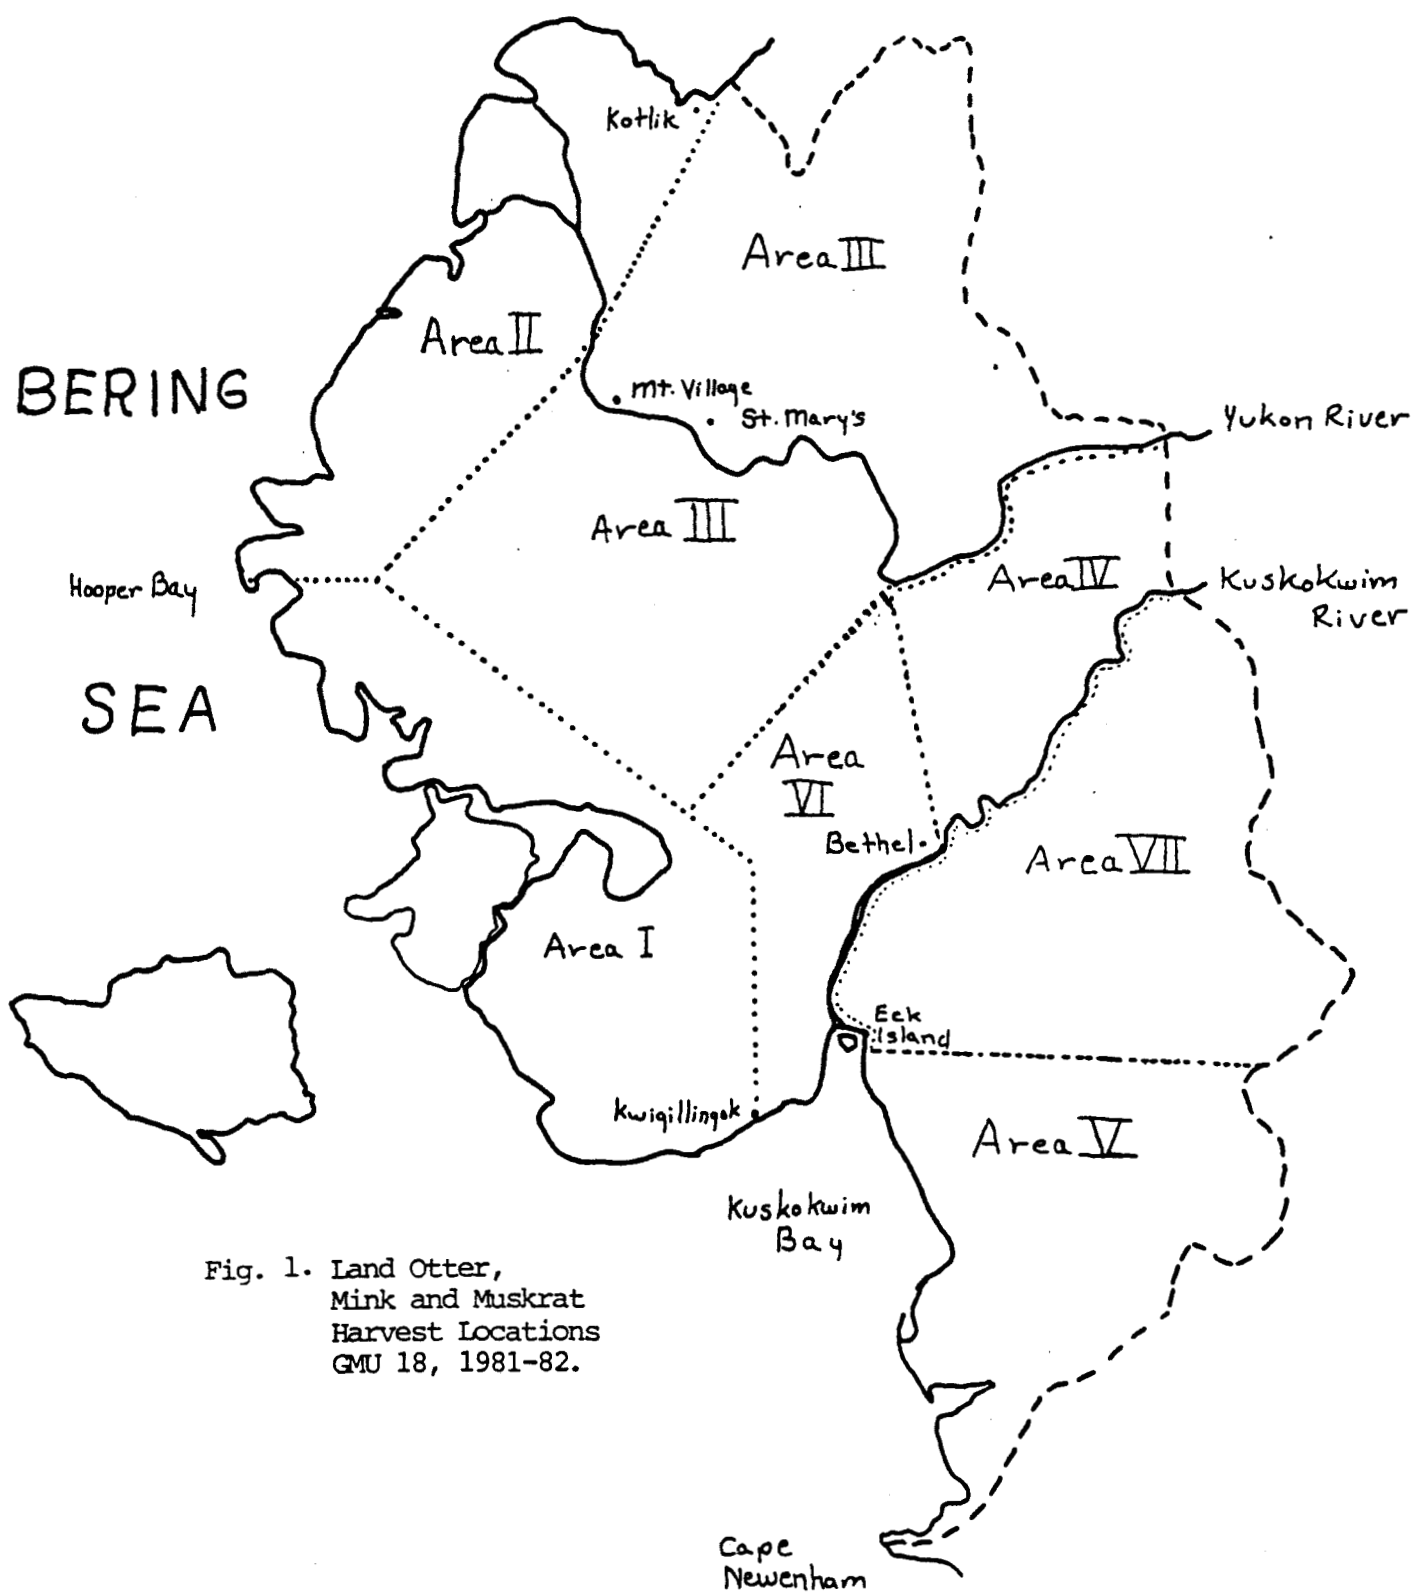 Kotlik
Area III
Area II
BERING
Mt. Village
St. Mary's
Yukon River
Area III
Hooper Bay
Area IV
Kuskokwim
River
SEA
Area
VI
Bethel
Area VII
Area I
Eek
Island
Kwigillingok
Area V
Kuskokwim
Bay
Fig. 1. Land Otter,
Mink and Muskrat
Harvest Locations
GMU 18, 1981-82.
Cape
Newenham